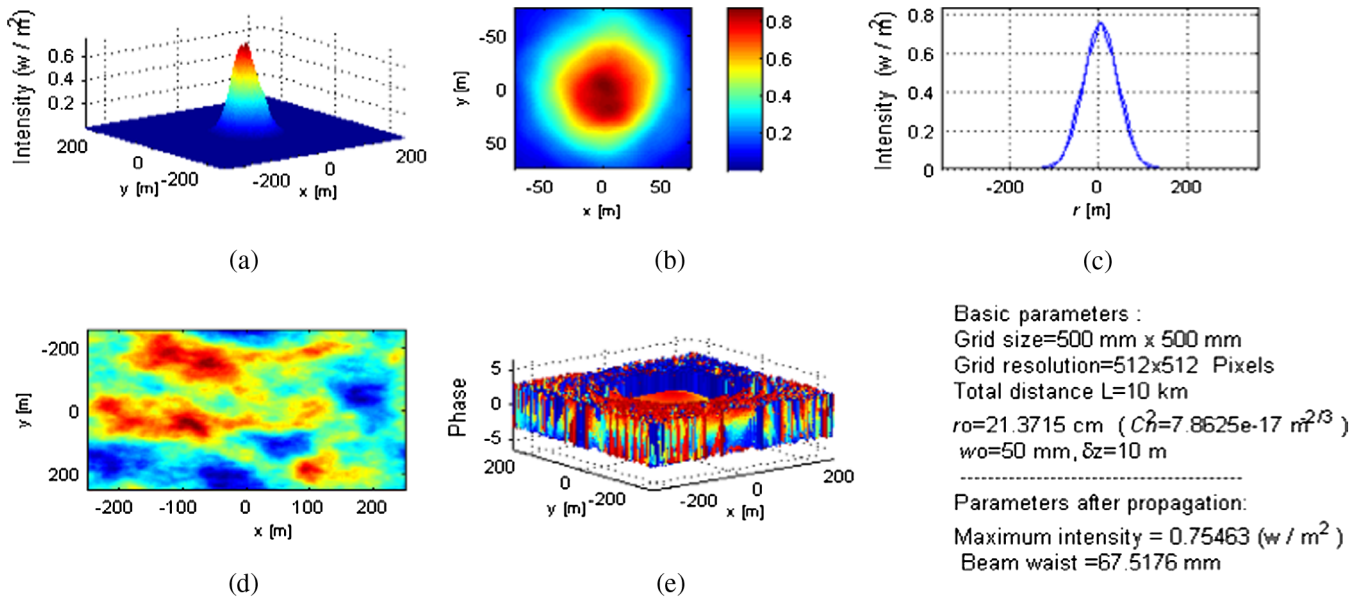 Intensity (w / m²)
0.6
0.4
0.2
200
0
-200
y [m]
-200
0
200
x [m]
(a)
-50
0
50
y [m]
-50
0
50
x [m]
0.8
0.6
0.4
0.2
(b)
Intensity (w / m²)
0.8
0.6
0.4
0.2
0
-200
0
200
r [m]
(c)
-200
0
200
y [m]
-200
-100
0
100
200
x [m]
(d)
Phase
5
0
-5
200
0
-200
y [m]
-200
0
200
x [m]
(e)
Basic parameters :
Grid size=500 mm x 500 mm
Grid resolution=512x512 Pixels
Total distance L=10 km
ro=21.3715 cm ( Cn²=7.8625e-17 m⁻²/³ )
wo=50 mm, δz=10 m
------------------------------------
Parameters after propagation:
Maximum intensity = 0.75463 (w / m² )
Beam waist =67.5176 mm